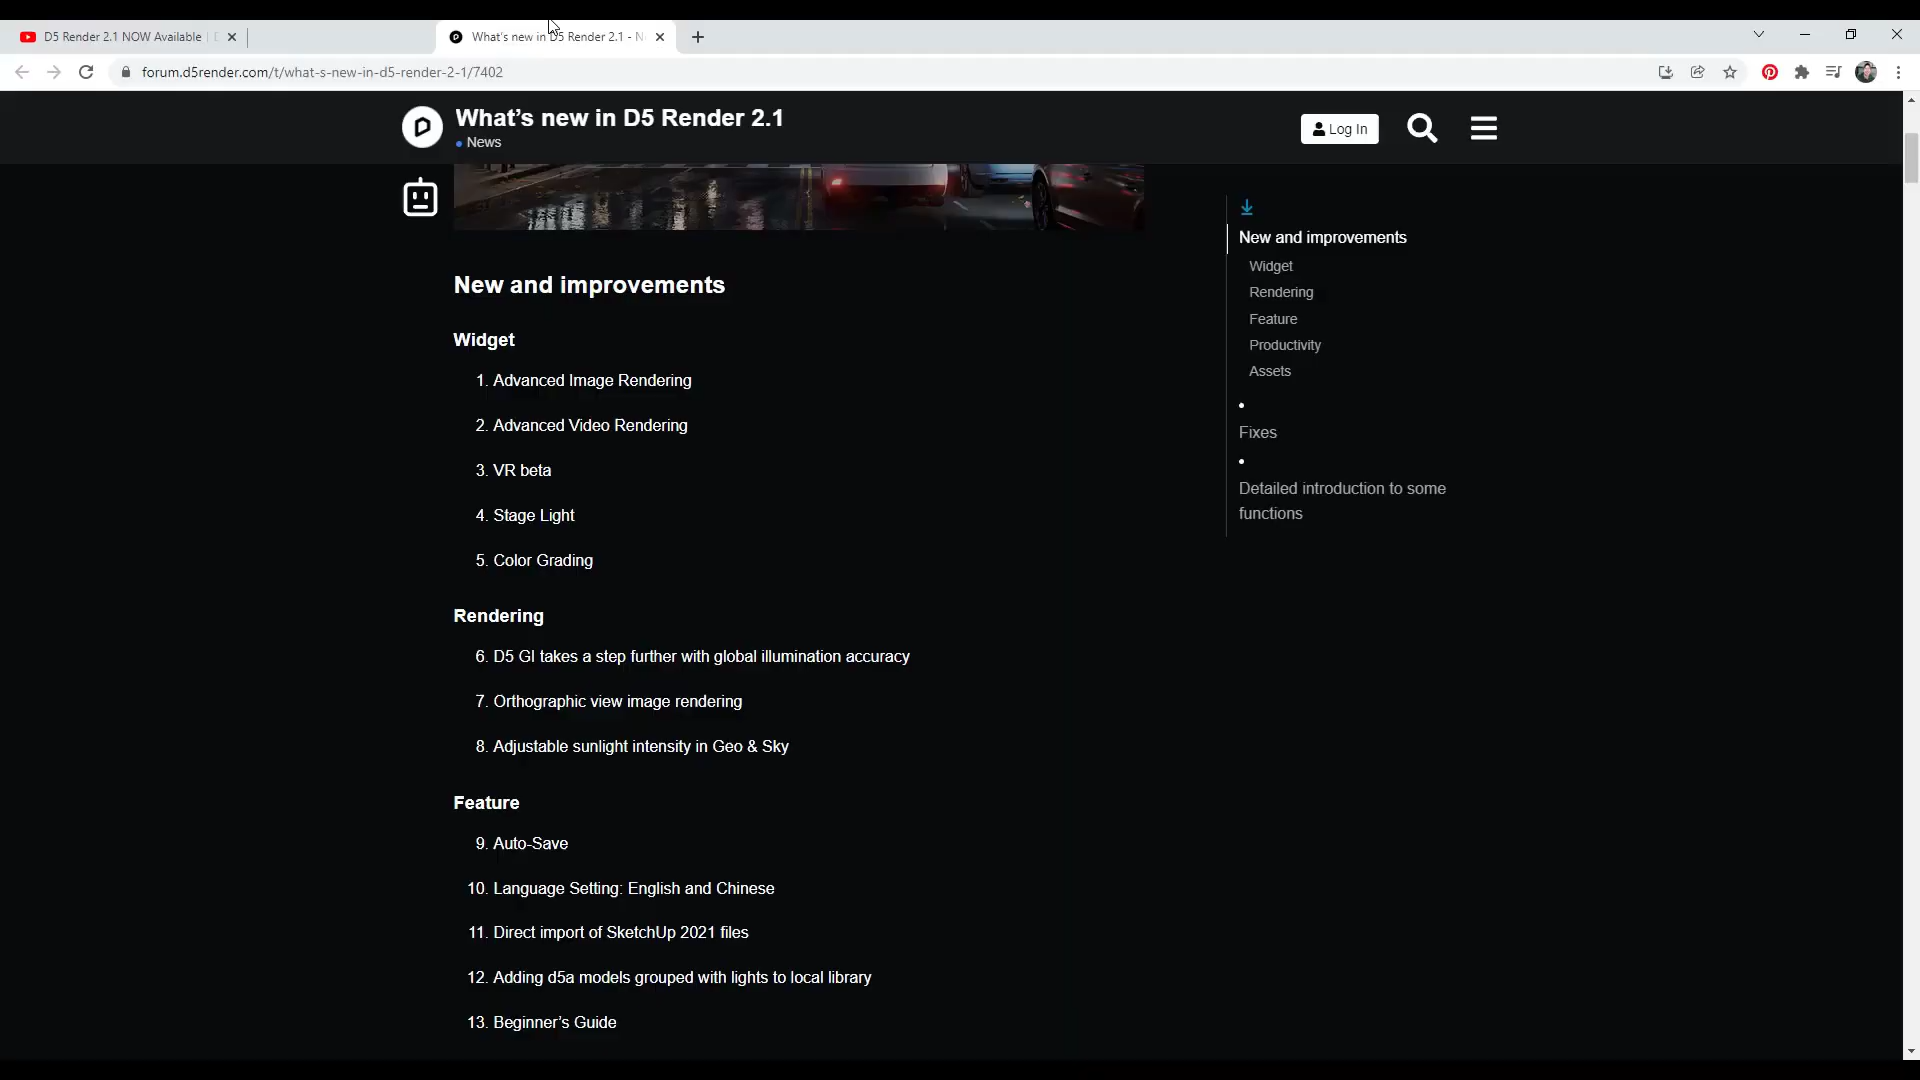 D5 Render 2.1 NOW Available
What's new in D5 Render 2.1 - N
forum.d5render.com/t/what-s-new-in-d5-render-2-1/7402
What's new in D5 Render 2.1
News
Log In
New and improvements
Widget
1. Advanced Image Rendering
2. Advanced Video Rendering
3. VR beta
4. Stage Light
5. Color Grading
Rendering
6. D5 GI takes a step further with global illumination accuracy
7. Orthographic view image rendering
8. Adjustable sunlight intensity in Geo & Sky
Feature
9. Auto-Save
10. Language Setting: English and Chinese
11. Direct import of SketchUp 2021 files
12. Adding d5a models grouped with lights to local library
13. Beginner's Guide
New and improvements
Widget
Rendering
Feature
Productivity
Assets
Fixes
Detailed introduction to some
functions